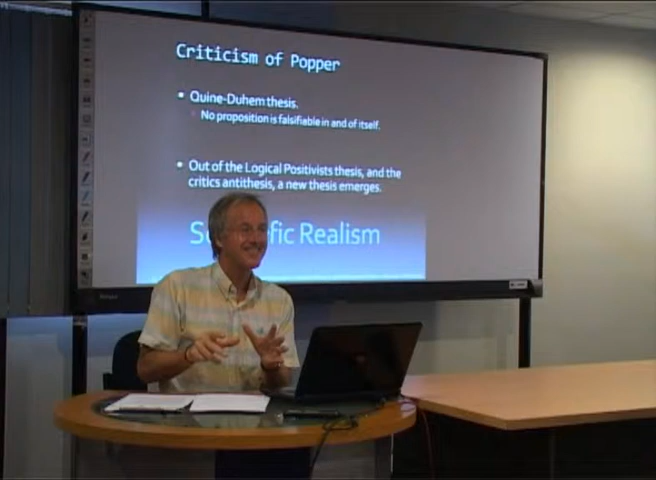 Criticism of Popper
Quine-Duhem thesis.
No proposition is falsifiable in and of itself.
Out of the Logical Positivists thesis, and the
critics antithesis, a new thesis emerges.
Realism